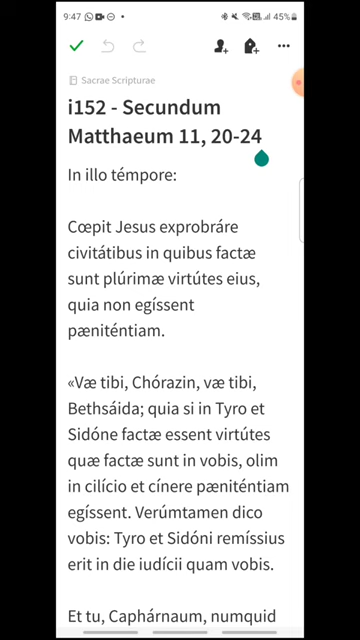 9:47
45%
Sacrae Scripturae
i152 - Secundum
Matthaeum 11, 20-24
In illo témpore:
Cœpit Jesus exprobráre
civitátibus in quibus factæ
sunt plúrimæ virtútes eius,
quia non egíssent
pæniténtiam.
«Væ tibi, Chórazin, væ tibi,
Bethsáida; quia si in Tyro et
Sidóne factæ essent virtútes
quæ factæ sunt in vobis, olim
in cilício et cínere pæniténtiam
egíssent. Verúmtamen dico
vobis: Tyro et Sidóni remíssius
erit in die iudícii quam vobis.
Et tu, Caphárnaum, numquid